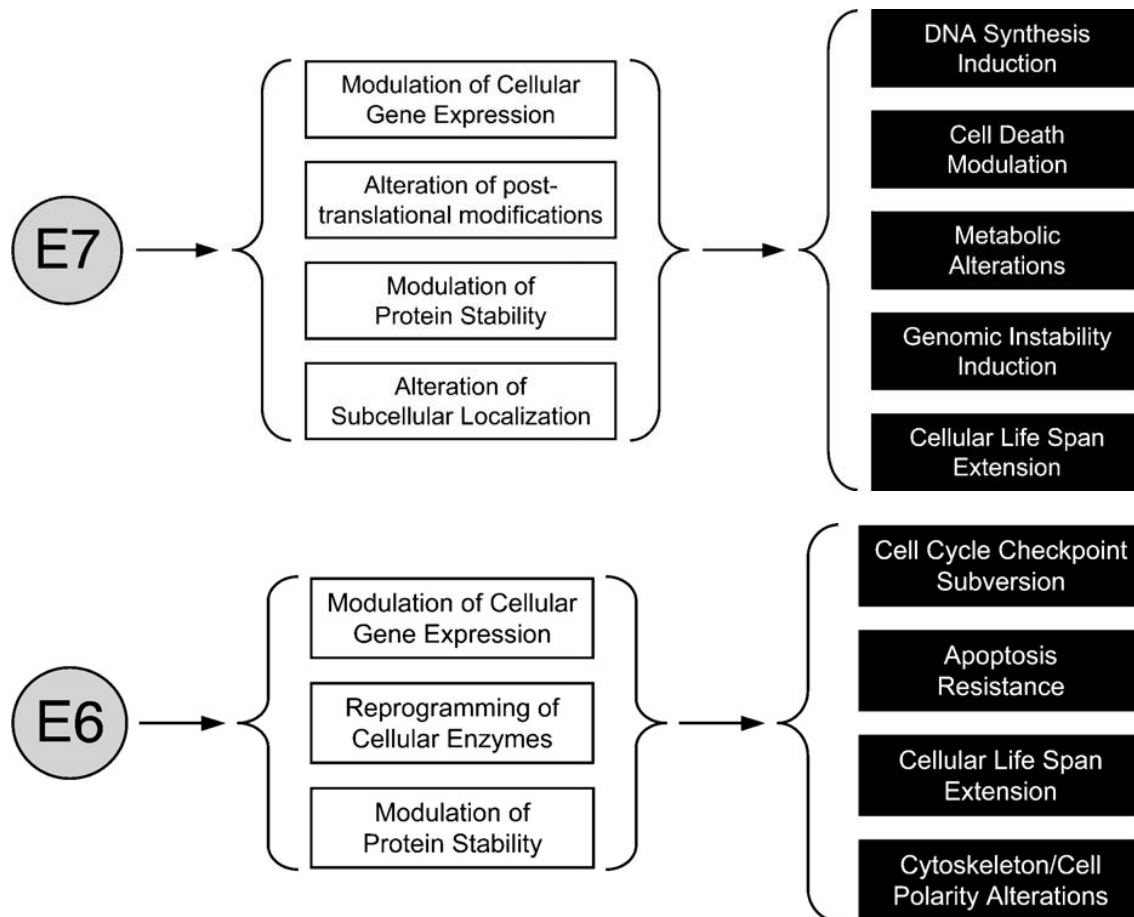 E7
Modulation of Cellular
Gene Expression
Alteration of post-
translational modifications
Modulation of
Protein Stability
Alteration of
Subcellular Localization
DNA Synthesis
Induction
Cell Death
Modulation
Metabolic
Alterations
Genomic Instability
Induction
Cellular Life Span
Extension
E6
Modulation of Cellular
Gene Expression
Reprogramming of
Cellular Enzymes
Modulation of
Protein Stability
Cell Cycle Checkpoint
Subversion
Apoptosis
Resistance
Cellular Life Span
Extension
Cytoskeleton/Cell
Polarity Alterations